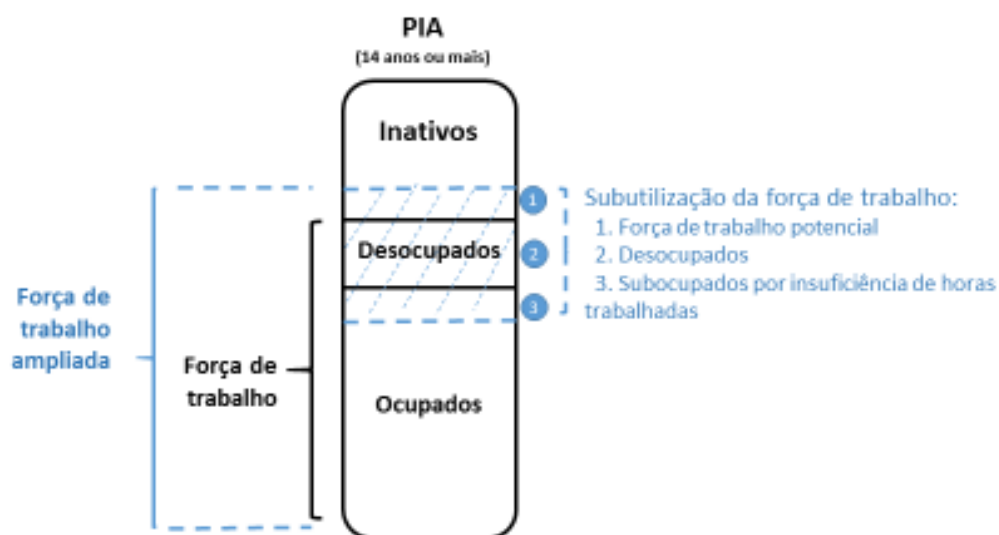 PIA
(14 anos ou mais)
Inativos
1
Subutilização da força de trabalho:
1. Força de trabalho potencial
Desocupados
2
2. Desocupados
3. Subocupados por insuficiência de horas
trabalhadas
3
Força de
trabalho
ampliada
Força de
trabalho
Ocupados